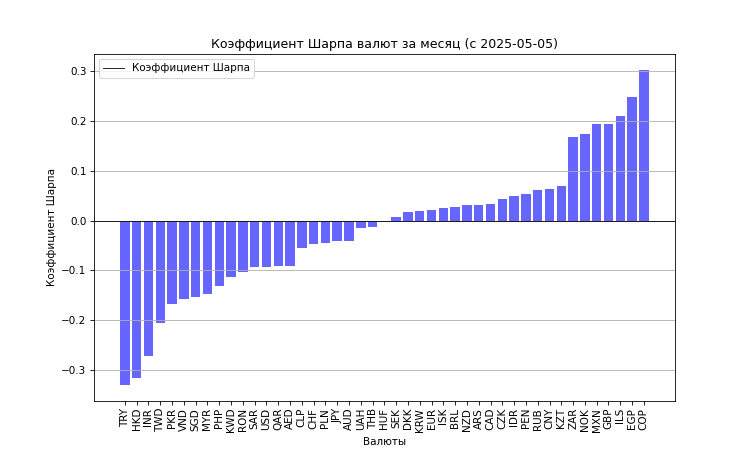 Коэффициент Шарпа валют за месяц (с 2025-05-05)
Коэффициент Шарпа
0.3
0.2
0.1
0.0
−0.1
−0.2
−0.3
Коэффициент Шарпа
TRY
HKD
INR
TWD
PKR
VND
SGD
MYR
PHP
KWD
RON
SAR
USD
QAR
AED
CLP
CHF
PLN
JPY
AUD
UAH
THB
HUF
SEK
DKK
KRW
EUR
ISK
BRL
NZD
ARS
CAD
CZK
IDR
PEN
RUB
CNY
KZT
ZAR
NOK
MXN
GBP
ILS
EGP
COP
Валюты